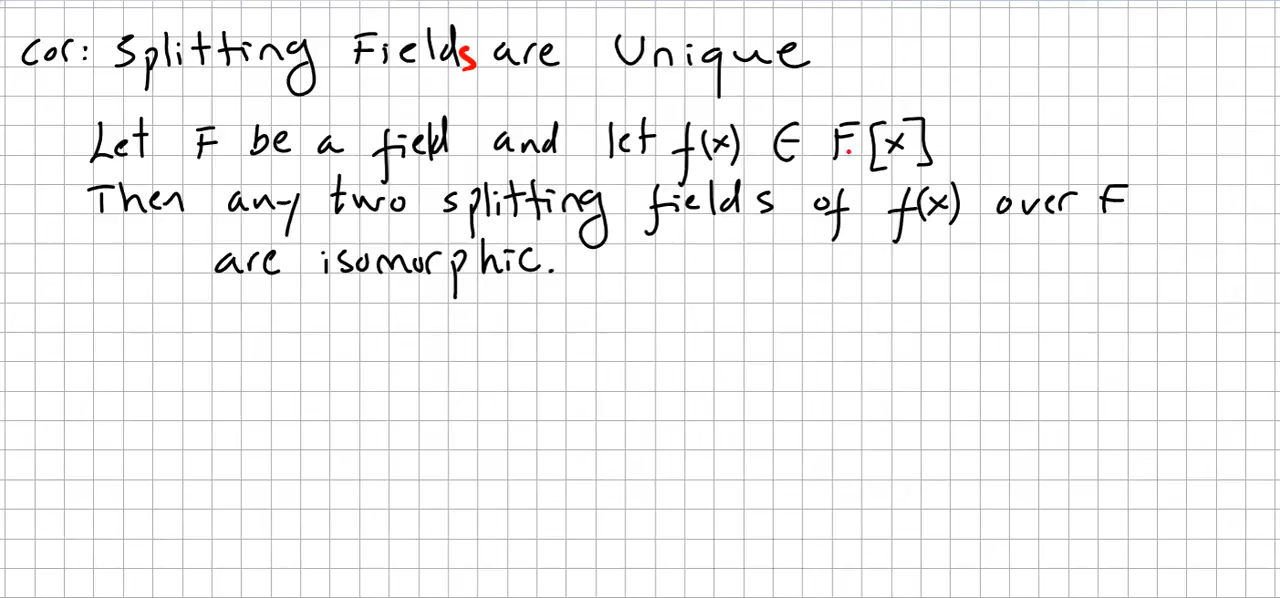 Cor: Splitting Fields are Unique
Let F be a field and let f(x) ∈ F[x]
Then any two splitting fields of f(x) over F
are isomorphic.